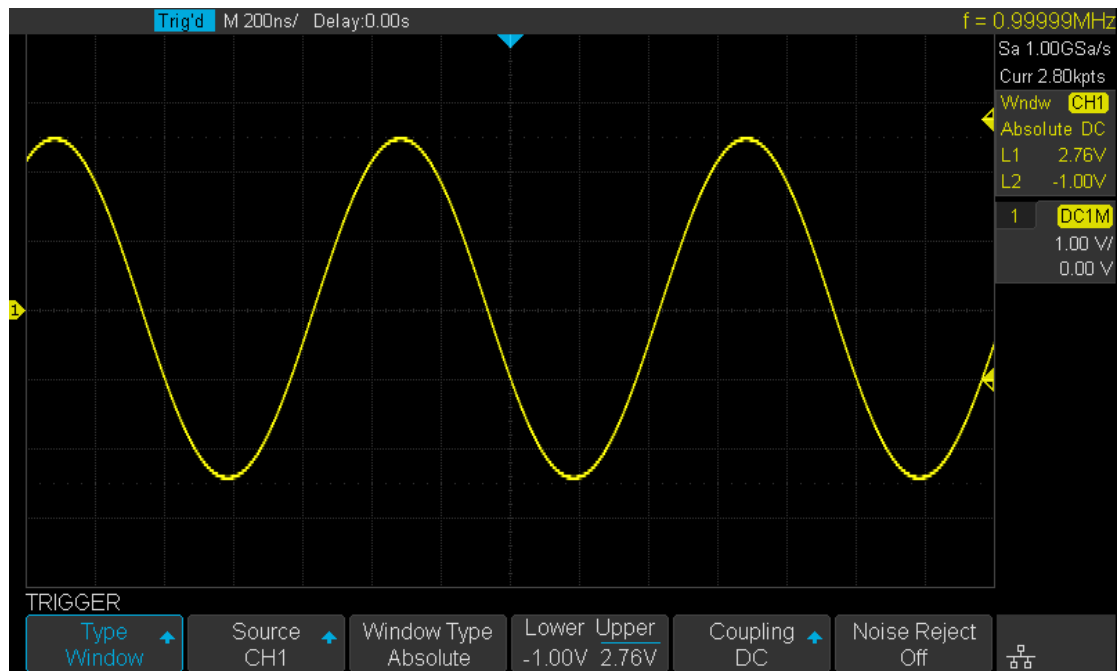 Trig'd M 200ns/ Delay:0.00s f = 0.99999MHz
Sa 1.00GSa/s
Curr 2.80kpts
Wndw CH1
Absolute DC
L1 2.76V
L2 -1.00V
1 DC1M
1.00 V/
0.00 V
1
TRIGGER
Type Source Window Type Lower Upper Coupling Noise Reject
Window CH1 Absolute -1.00V 2.76V DC Off